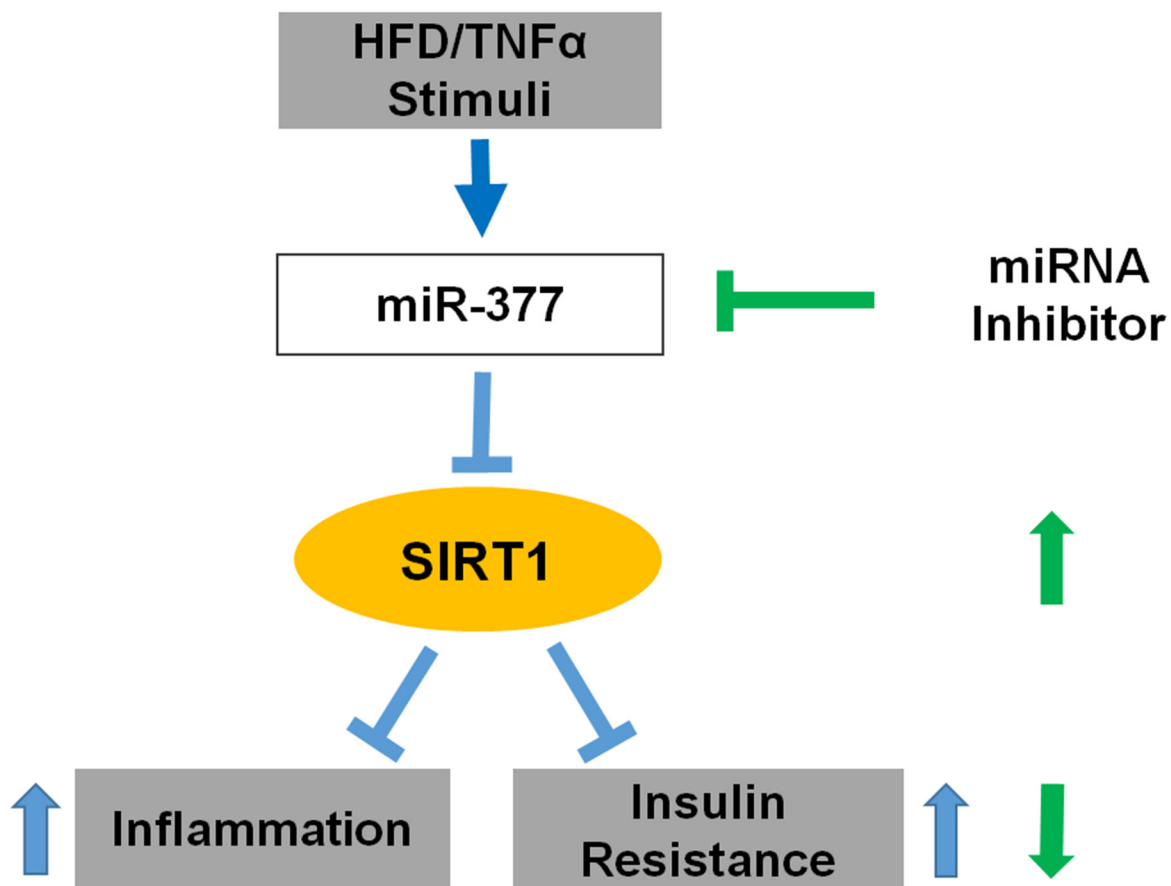 HFD/TNFα
Stimuli
miR-377
miRNA
Inhibitor
SIRT1
Inflammation
Insulin
Resistance